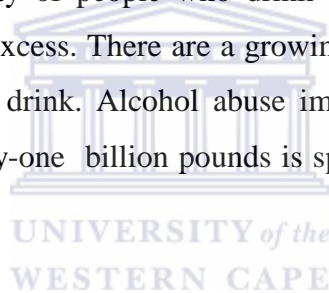 ty of people who drink
xcess. There are a growin
drink. Alcohol abuse im
y-one billion pounds is sp
UNIVERSITY of the
WESTERN CAPE